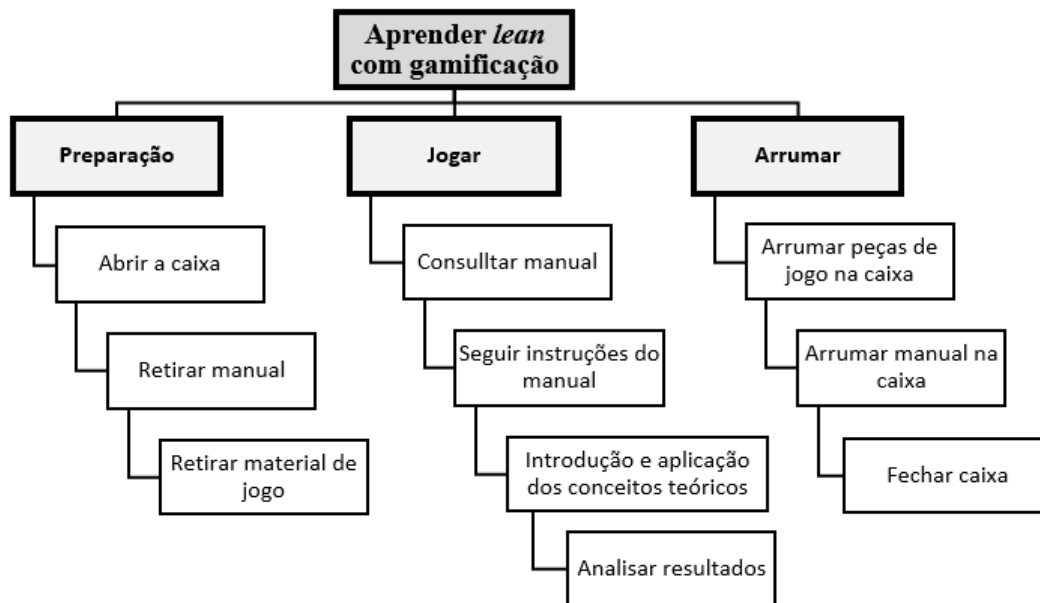 Aprender lean
com gamificação
Preparação
Jogar
Arrumar
Abrir a caixa
Retirar manual
Retirar material de
jogo
Consulltar manual
Seguir instruções do
manual
Introdução e aplicação
dos conceitos teóricos
Analisar resultados
Arrumar peças de
jogo na caixa
Arrumar manual na
caixa
Fechar caixa